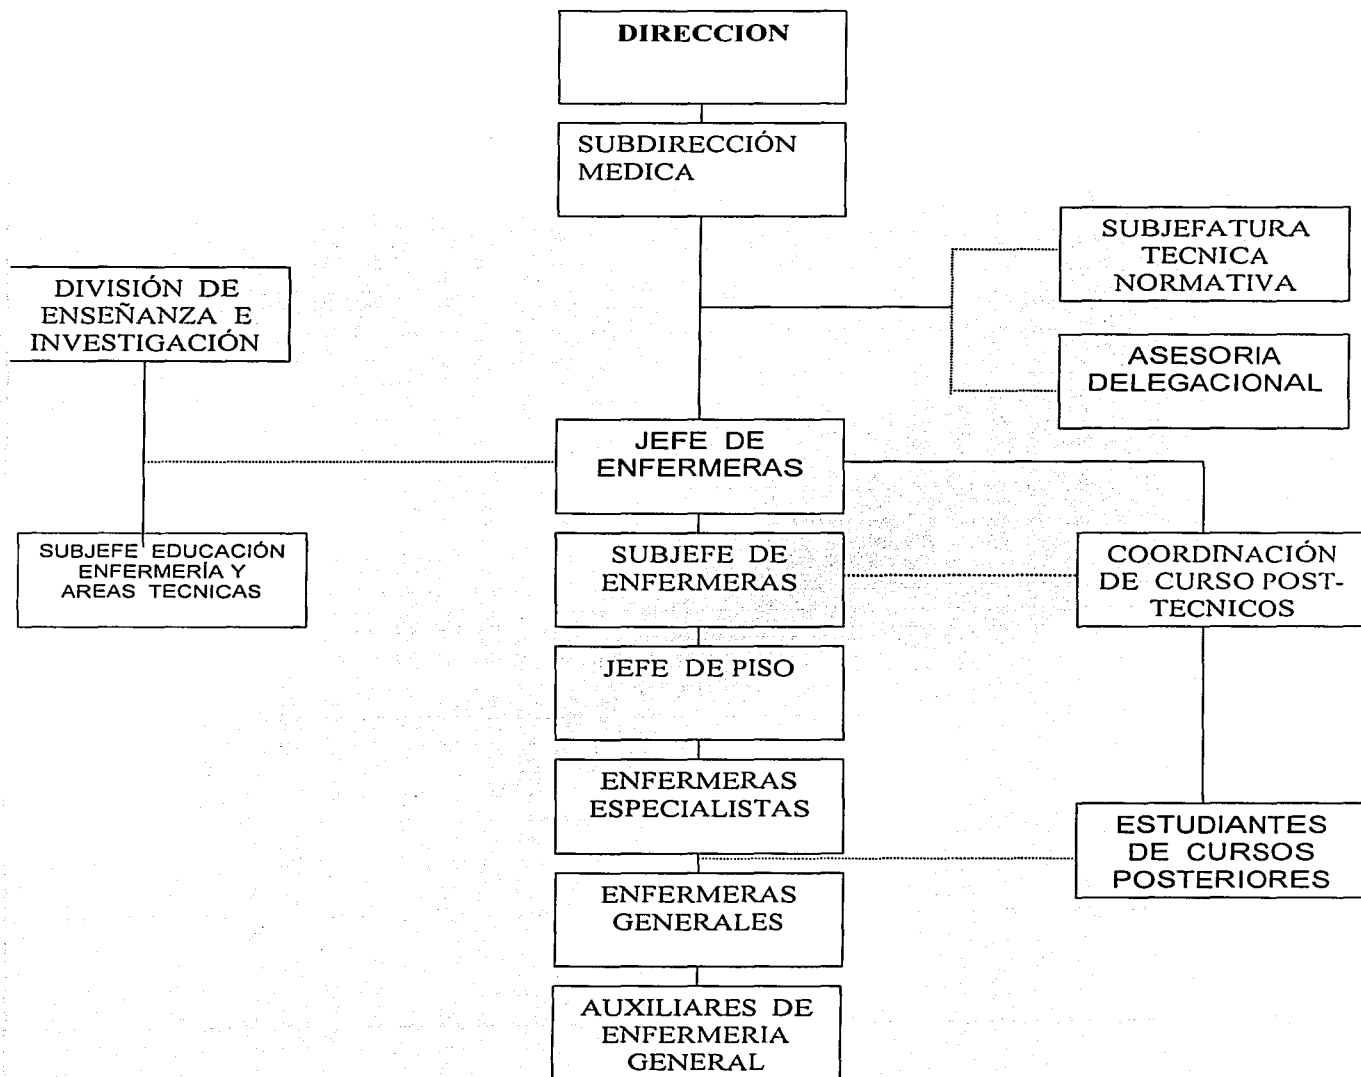 DIRECCION
SUBDIRECCIÓN
MEDICA
SUBJEFATURA
TECNICA
NORMATIVA
DIVISIÓN DE
ENSEÑANZA E
INVESTIGACIÓN
ASESORIA
DELEGACIONAL
JEFE DE
ENFERMERAS
SUBJEFE EDUCACIÓN
ENFERMERÍA Y
AREAS TECNICAS
SUBJEFE DE
ENFERMERAS
COORDINACIÓN
DE CURSO POST-
TECNICOS
JEFE DE PISO
ENFERMERAS
ESPECIALISTAS
ESTUDIANTES
DE CURSOS
POSTERIORES
ENFERMERAS
GENERALES
AUXILIARES DE
ENFERMERIA
GENERAL